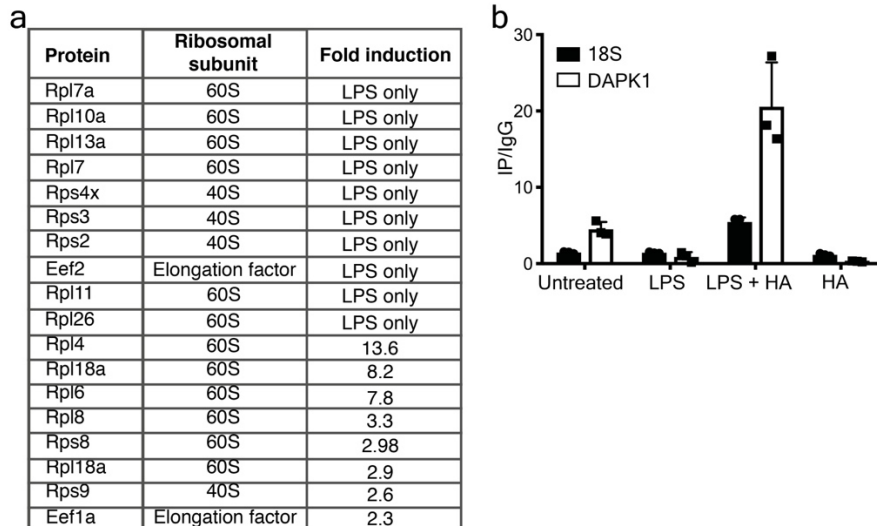 a
Protein Ribosomal subunit Fold induction
Rpl7a 60S LPS only
Rpl10a 60S LPS only
Rpl13a 60S LPS only
Rpl7 60S LPS only
Rps4x 40S LPS only
Rps3 40S LPS only
Rps2 40S LPS only
Eef2 Elongation factor LPS only
Rpl11 60S LPS only
Rpl26 60S LPS only
Rpl4 60S 13.6
Rpl18a 60S 8.2
Rpl6 60S 7.8
Rpl8 60S 3.3
Rps8 60S 2.98
Rpl18a 60S 2.9
Rps9 40S 2.6
Eef1a Elongation factor 2.3
b
18S
DAPK1
IP/IgG
30
20
10
0
Untreated LPS LPS + HA HA